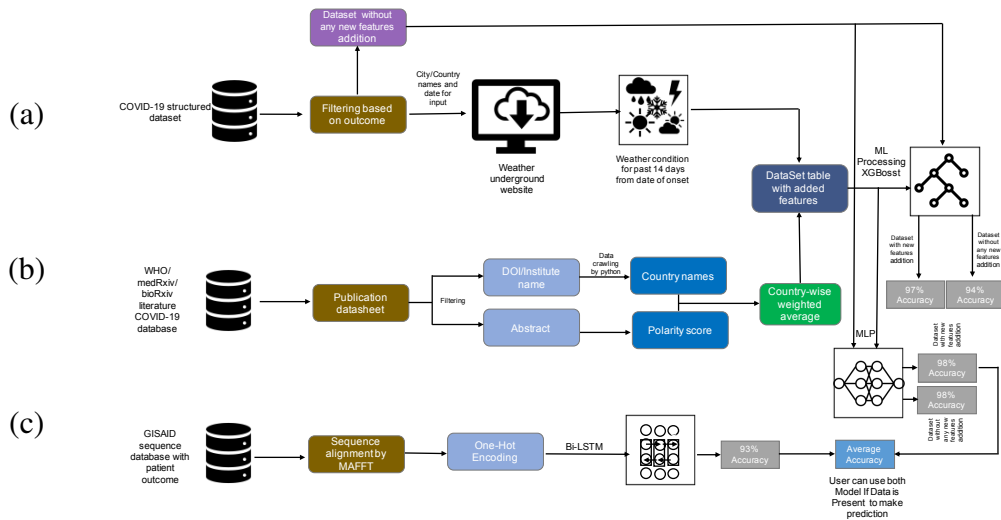 Dataset without
any new features
addition
(a)
COVID-19 structured
dataset
Filtering based
on outcome
City/Country
names and
date for
input
Weather
underground
website
Weather condition
for past 14 days
from date of onset
DataSet table
with added
features
ML
Processing
XGBosst
Dataset
with new
features
addition
Dataset
without
any new
features
addition
97%
Accuracy
94%
Accuracy
(b)
WHO/
medRxiv/
bioRxiv
literature
COVID-19
database
Publication
datasheet
Filtering
DOI/Institute
name
Abstract
Data
crawling
by python
Country names
Polarity score
Country-wise
weighted
average
MLP
Dataset
with new
features
addition
98%
Accuracy
98%
Accuracy
Dataset
without
any new
features
addition
(c)
GISAID
sequence
database with
patient
outcome
Sequence
alignment by
MAFFT
One-Hot
Encoding
Bi-LSTM
93%
Accuracy
Average
Accuracy
User can use both
Model If Data is
Present to make
prediction